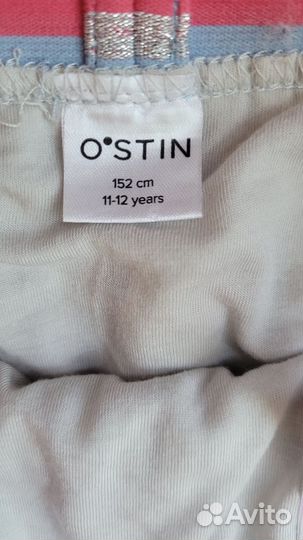 O'STIN
152 cm
11-12 years
Avito